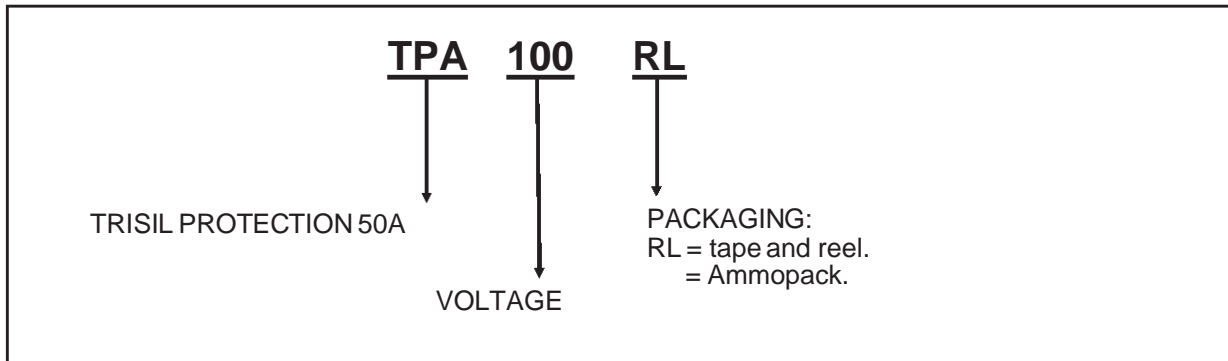 TPA 100 RL
TRISIL PROTECTION 50A
VOLTAGE
PACKAGING:
RL = tape and reel.
= Ammopack.